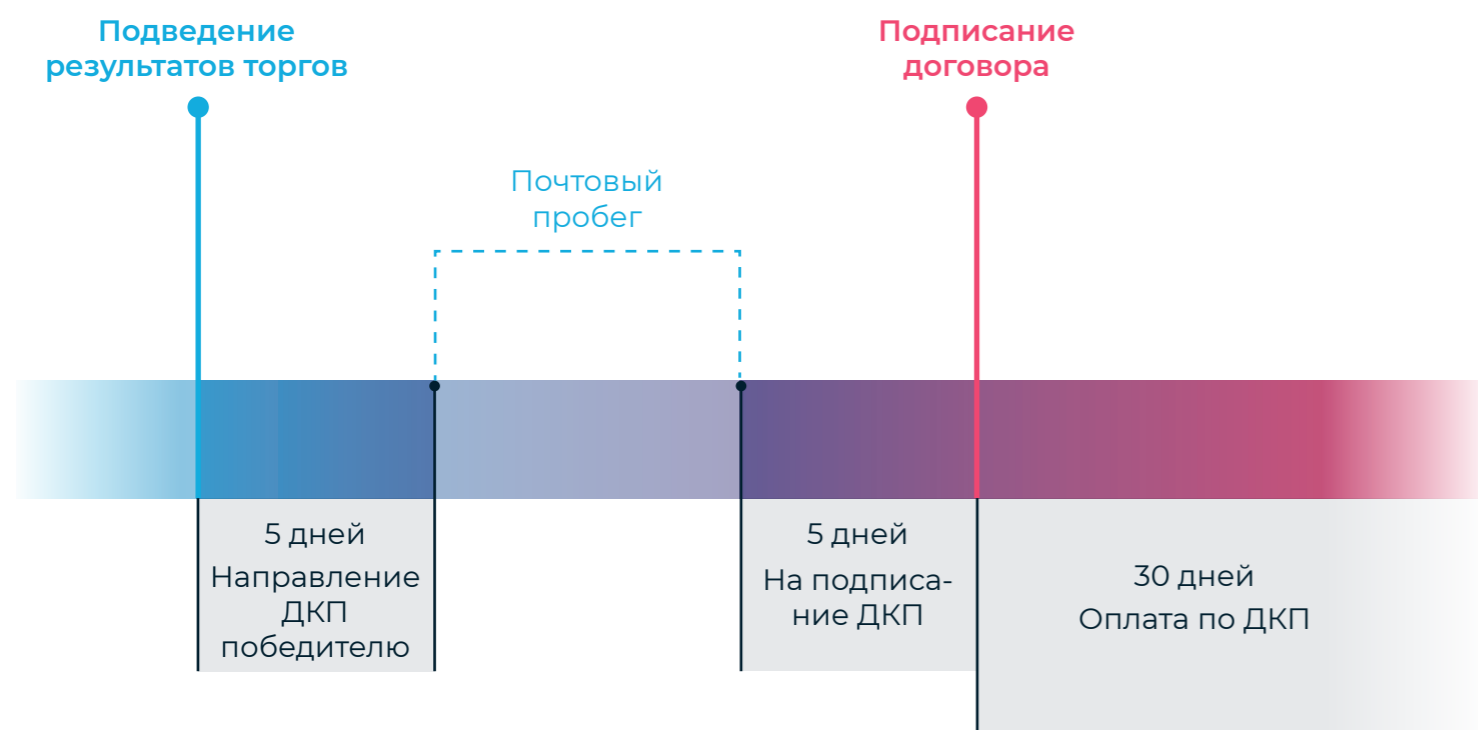 Подведение
результатов торгов
Подписание
договора
Почтовый
пробег
5 дней
Направление
ДКП
победителю
5 дней
На подписа-
ние ДКП
30 дней
Оплата по ДКП